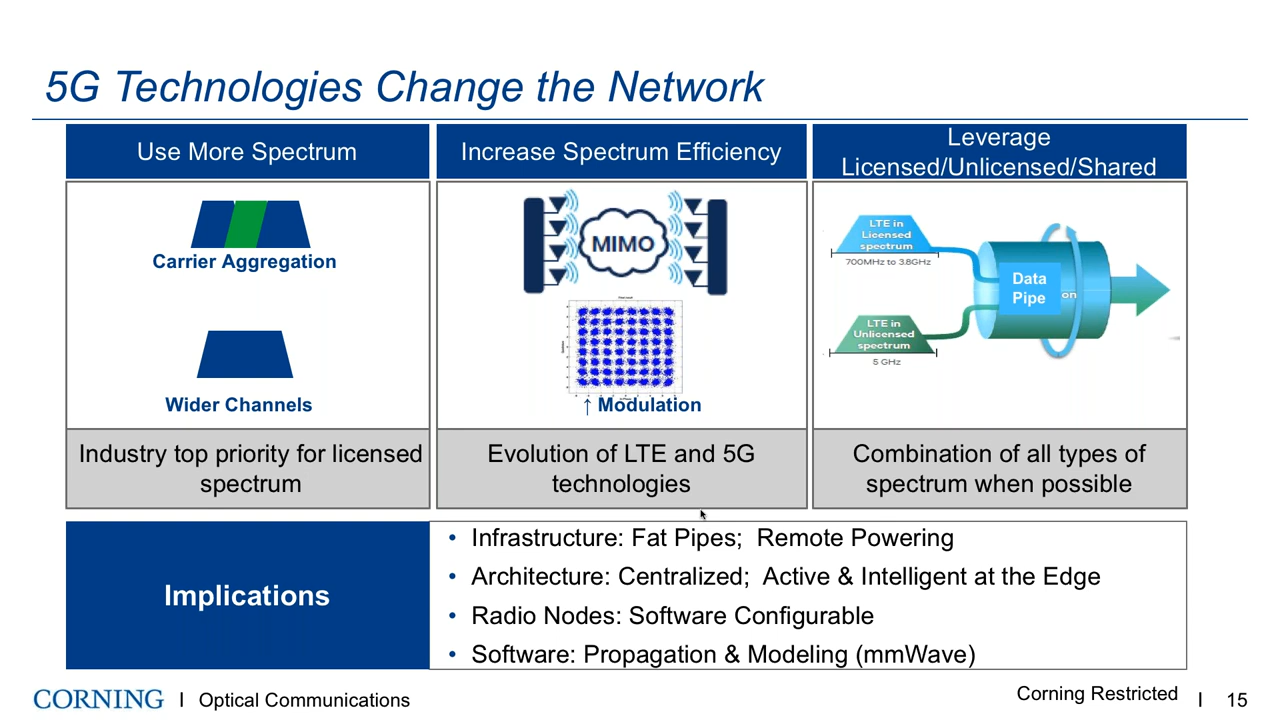 5G Technologies Change the Network
Use More Spectrum
Increase Spectrum Efficiency
Leverage
Licensed/Unlicensed/Shared
Carrier Aggregation
Wider Channels
MIMO
↑ Modulation
LTE in
Licensed
spectrum
700MHz to 3.8GHz
Data
Pipe
on
LTE in
Unlicensed
spectrum
5 GHz
Industry top priority for licensed
spectrum
Evolution of LTE and 5G
technologies
Combination of all types of
spectrum when possible
Implications
• Infrastructure: Fat Pipes;  Remote Powering
• Architecture: Centralized;  Active & Intelligent at the Edge
• Radio Nodes: Software Configurable
• Software: Propagation & Modeling (mmWave)
CORNING | Optical Communications
Corning Restricted | 15